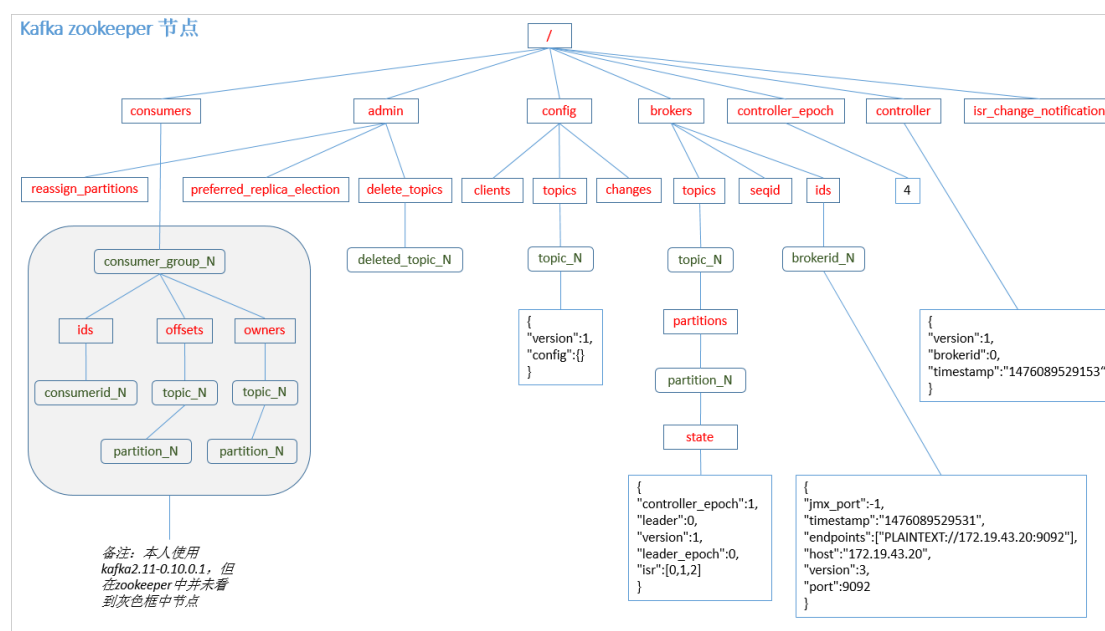 Kafka zookeeper 节点
/
consumers
admin
config
brokers
controller_epoch
controller
isr_change_notification
reassign_partitions
preferred_replica_election
delete_topics
clients
topics
changes
topics
seqid
ids
4
consumer_group_N
deleted_topic_N
topic_N
topic_N
brokerid_N
ids
offsets
owners
{
"version":1,
"config":{}
}
partitions
{
"version":1,
"brokerid":0,
"timestamp":"1476089529153"
}
consumerid_N
topic_N
topic_N
partition_N
partition_N
partition_N
state
{
"controller_epoch":1,
"leader":0,
"version":1,
"leader_epoch":0,
"isr":[0,1,2]
}
{
"jmx_port":-1,
"timestamp":"1476089529531",
"endpoints":["PLAINTEXT://172.19.43.20:9092"],
"host":"172.19.43.20",
"version":3,
"port":9092
}
备注：本人使用
kafka2.11-0.10.0.1，但
在zookeeper中并未看
到灰色框中节点